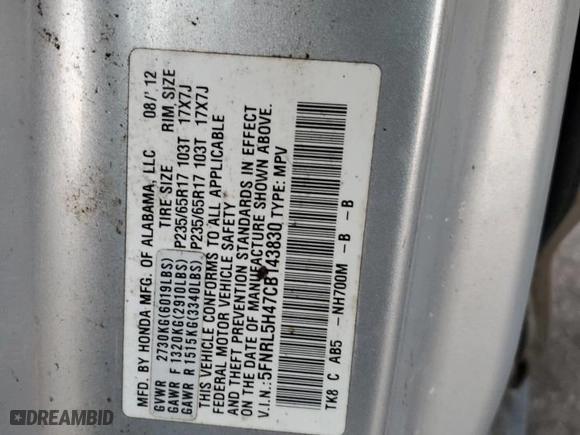 MFD. BY HONDA MFG. OF ALABAMA, LLC 08/'12
TIRE SIZE RIM SIZE
GVWR 2730KG(6019LBS)
GAWR F 1320KG(2910LBS) P235/65R17 103T 17X7J
GAWR R 1515KG(3340LBS) P235/65R17 103T 17X7J
THIS VEHICLE CONFORMS TO ALL APPLICABLE
FEDERAL MOTOR VEHICLE SAFETY
AND THEFT PREVENTION STANDARDS IN EFFECT
ON THE DATE OF MANUFACTURE SHOWN ABOVE.
V.I.N.:5FNRL5H47CB143830 TYPE: MPV
TK8 C AB5 -NH700M - B - B
DREAMBID